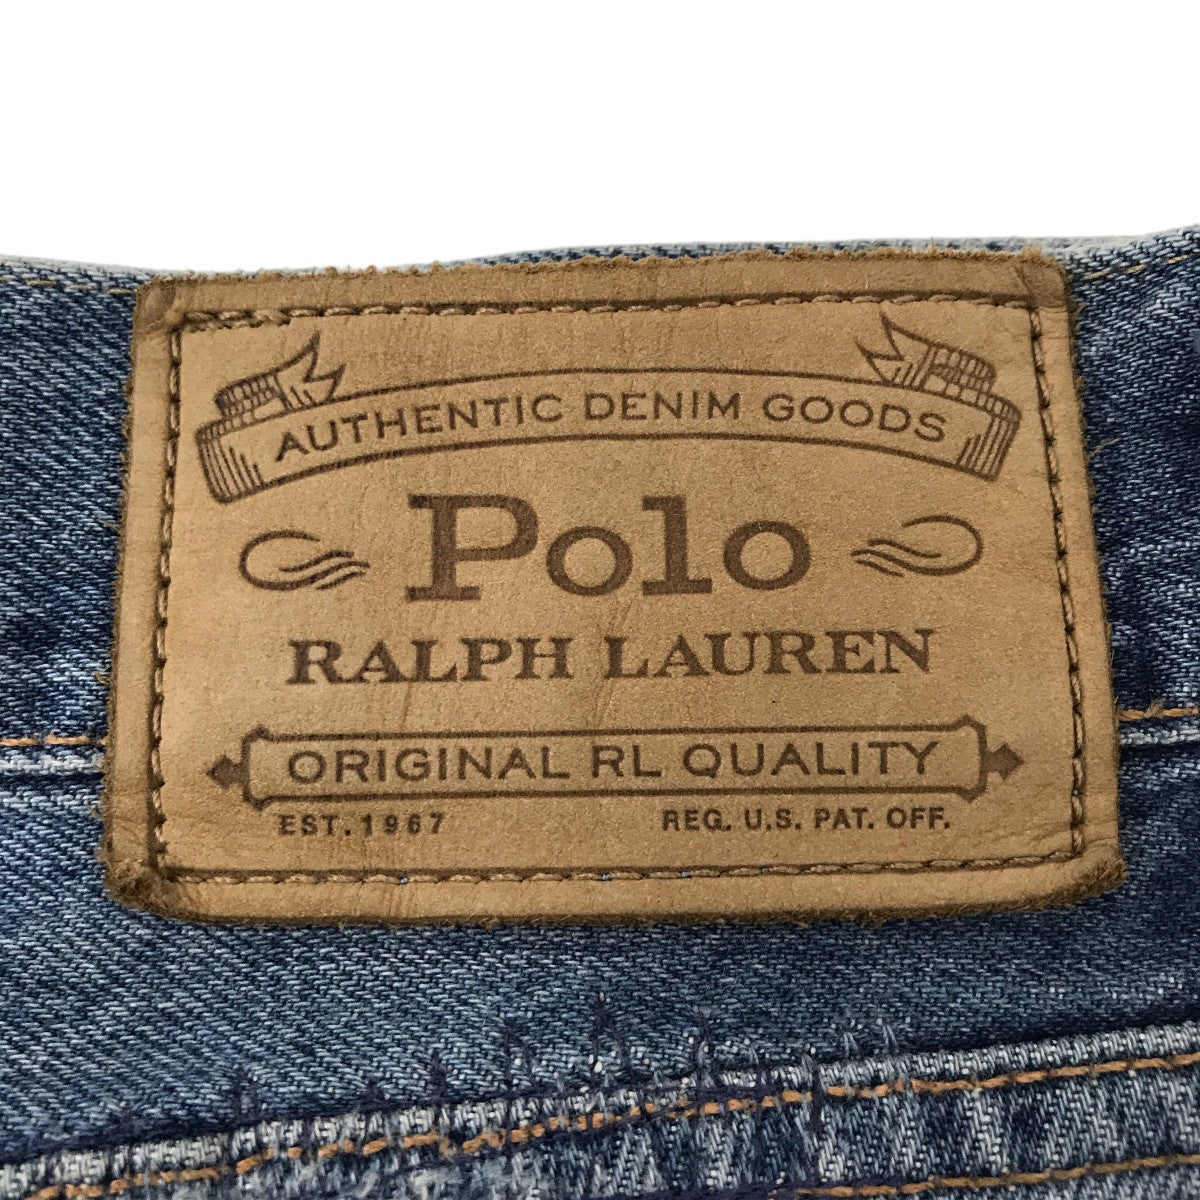 AUTHENTIC DENIM GOODS
Polo
RALPH LAUREN
ORIGINAL RL QUALITY
EST. 1967 REG. U.S. PAT. OFF.